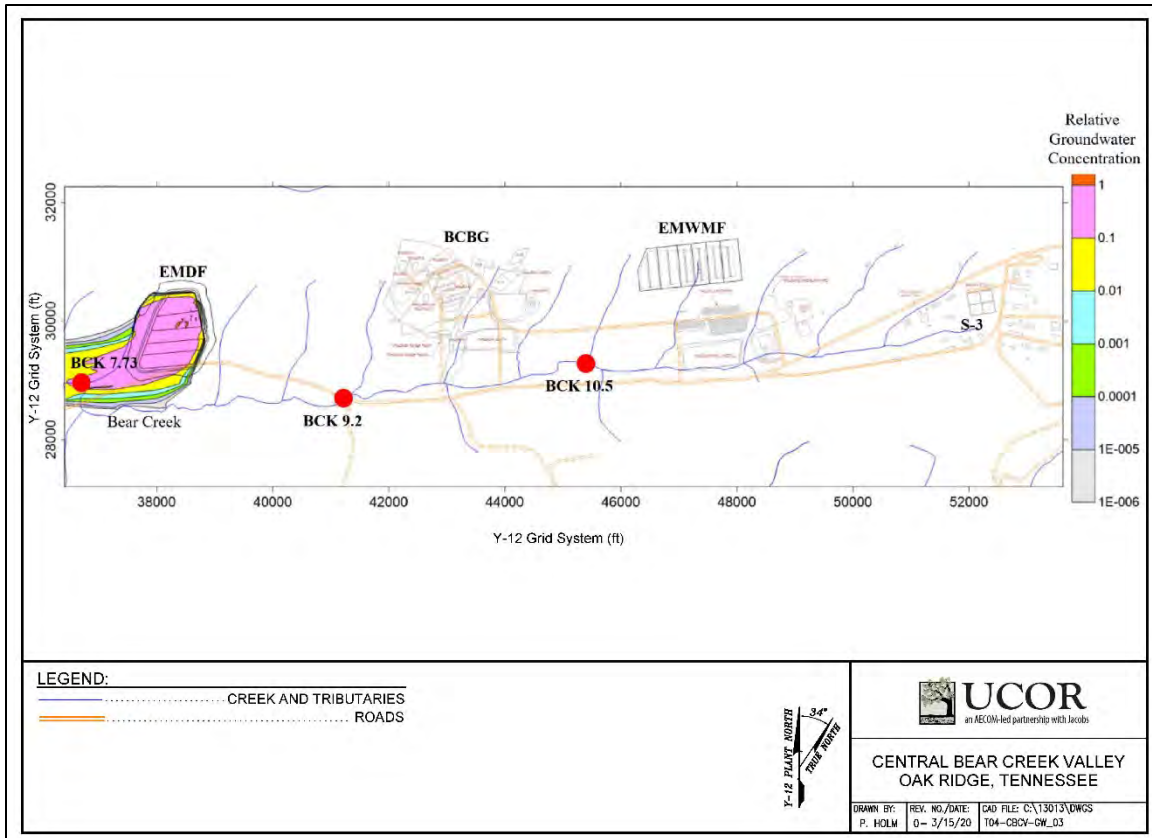 Relative
Groundwater
Concentration
32000
30000
28000
Y-12 Grid System (ft)
EMDF
BCBG
EMWMF
S-3
BCK 7.73
BCK 9.2
BCK 10.5
Bear Creek
1
0.1
0.01
0.001
0.0001
1E-005
1E-006
38000 40000 42000 44000 46000 48000 50000 52000
Y-12 Grid System (ft)
LEGEND:
CREEK AND TRIBUTARIES
ROADS
34°
Y-12 PLANT NORTH
TRUE NORTH
UCOR
an AECOM-led partnership with Jacobs
CENTRAL BEAR CREEK VALLEY
OAK RIDGE, TENNESSEE
DRAWN BY: REV. NO./DATE: CAD FILE: C:\13013\DWGS
P. HOLM 0- 3/15/20 T04-CBCV-GW_03